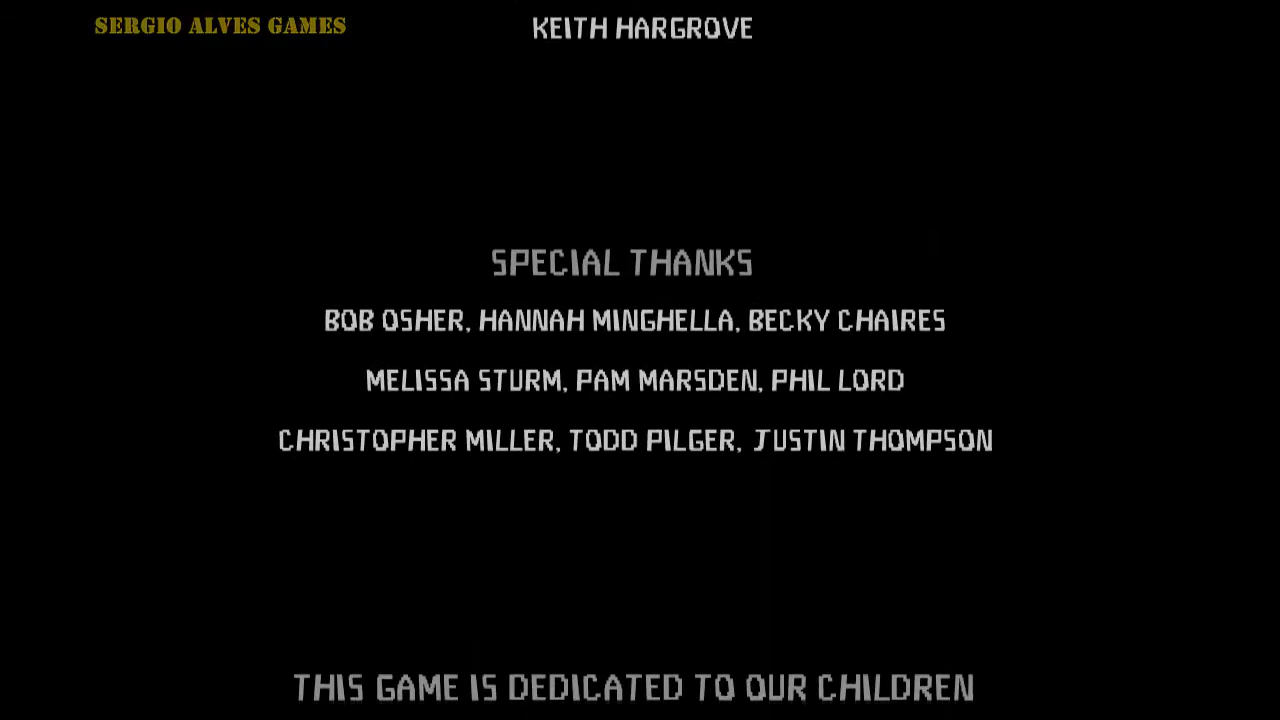 SERGIO ALVES GAMES
KEITH HARGROVE
SPECIAL THANKS
BOB OSHER, HANNAH MINGHELLA, BECKY CHAIRES
MELISSA STURM, PAM MARSDEN, PHIL LORD
CHRISTOPHER MILLER, TODD PILGER, JUSTIN THOMPSON
THIS GAME IS DEDICATED TO OUR CHILDREN